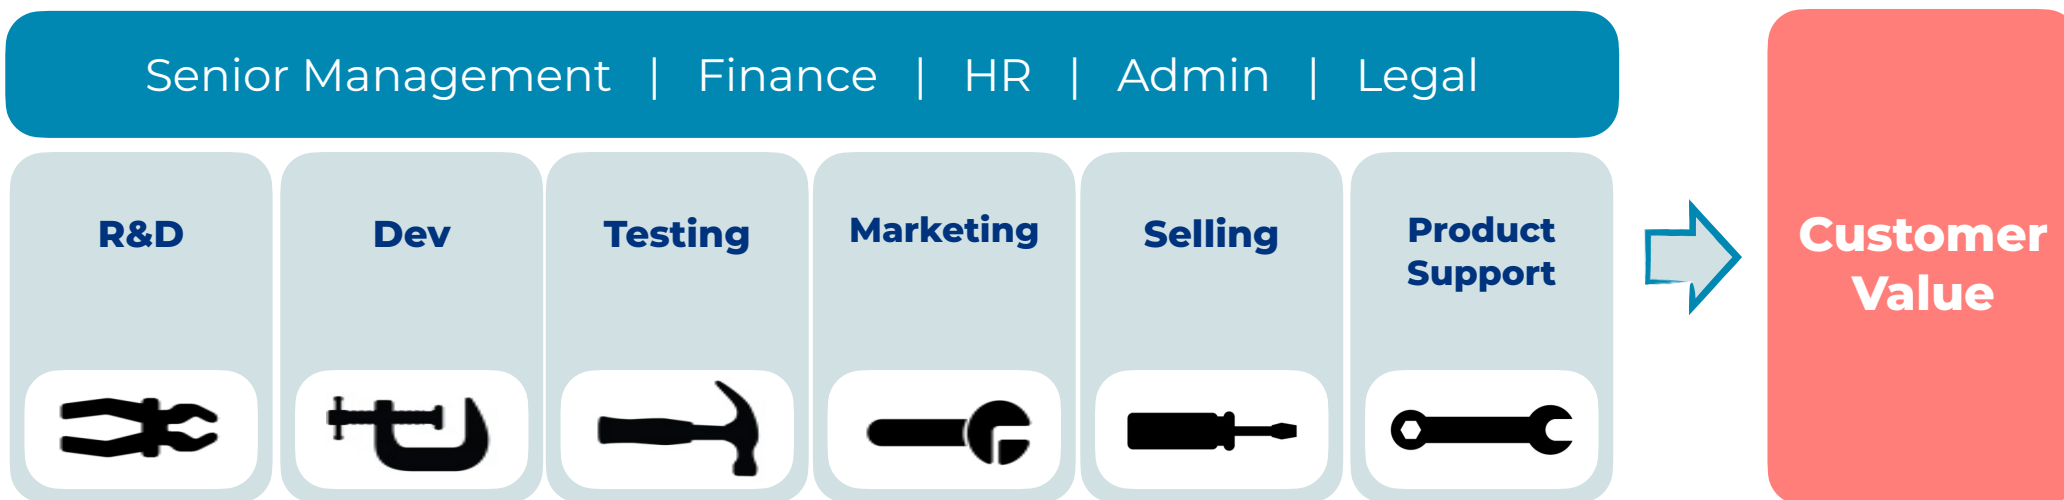 Senior Management | Finance | HR | Admin | Legal
R&D
Dev
Testing
Marketing
Selling
Product
Support
Customer
Value